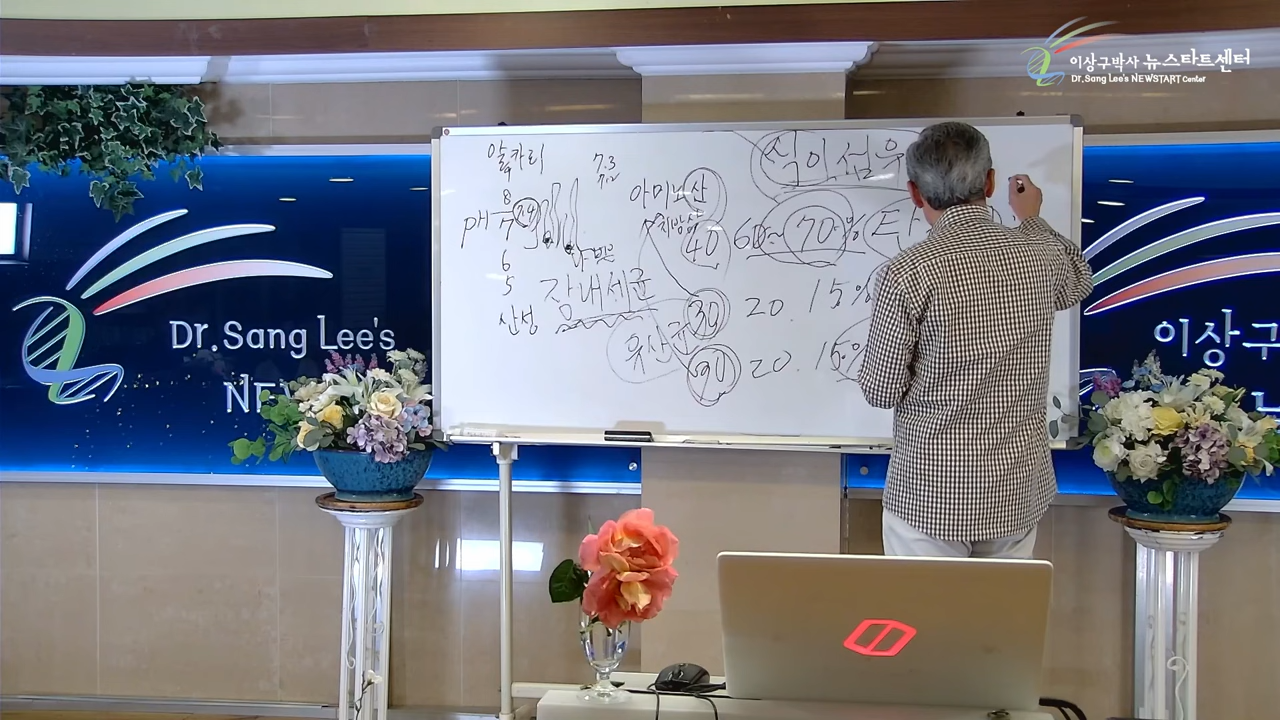 이상구박사 뉴스타트센터
Dr. Sang Lee's NEWSTART Center
알카리
7.3
7.2
아미노산
식이섬유
pH
8
7
지방산
40
60~70%
6
5
장내세균
30
20. 15%
산성
유산균
90
20. 15%
Dr.Sang Lee's
NE
이상구